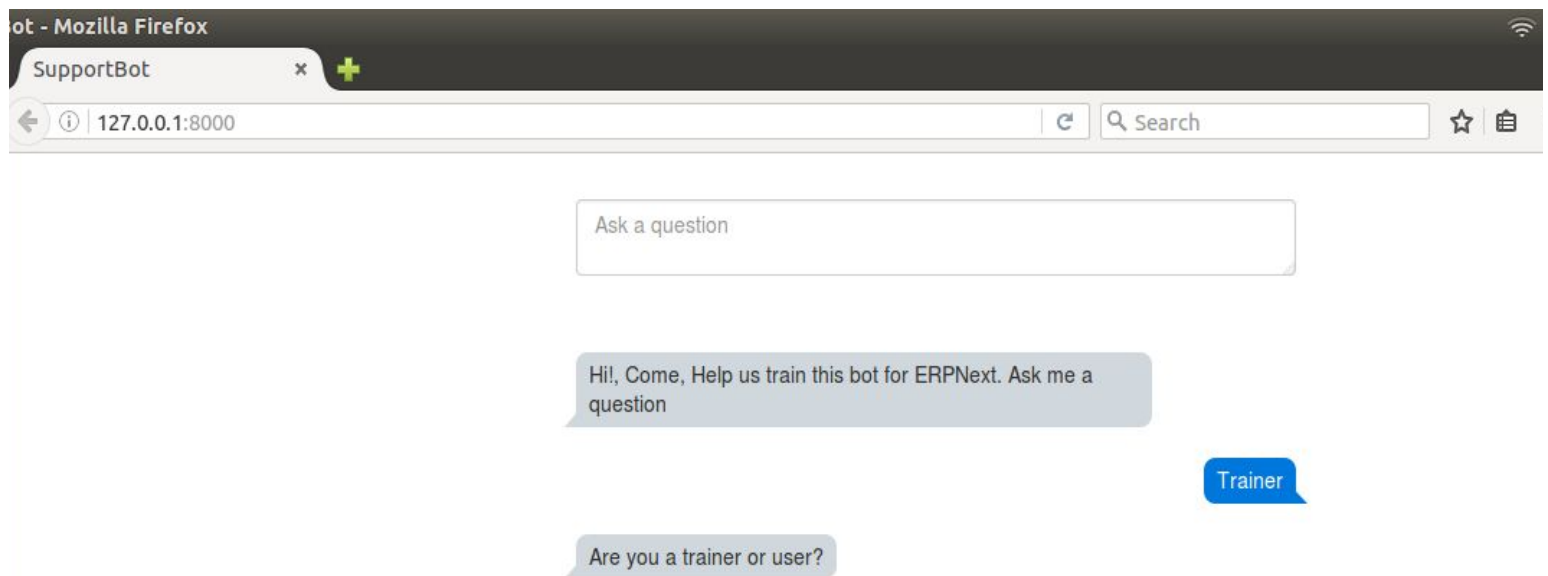 ot - Mozilla Firefox
SupportBot
127.0.0.1:8000
Search
Ask a question
Hi!, Come, Help us train this bot for ERPNext. Ask me a
question
Trainer
Are you a trainer or user?